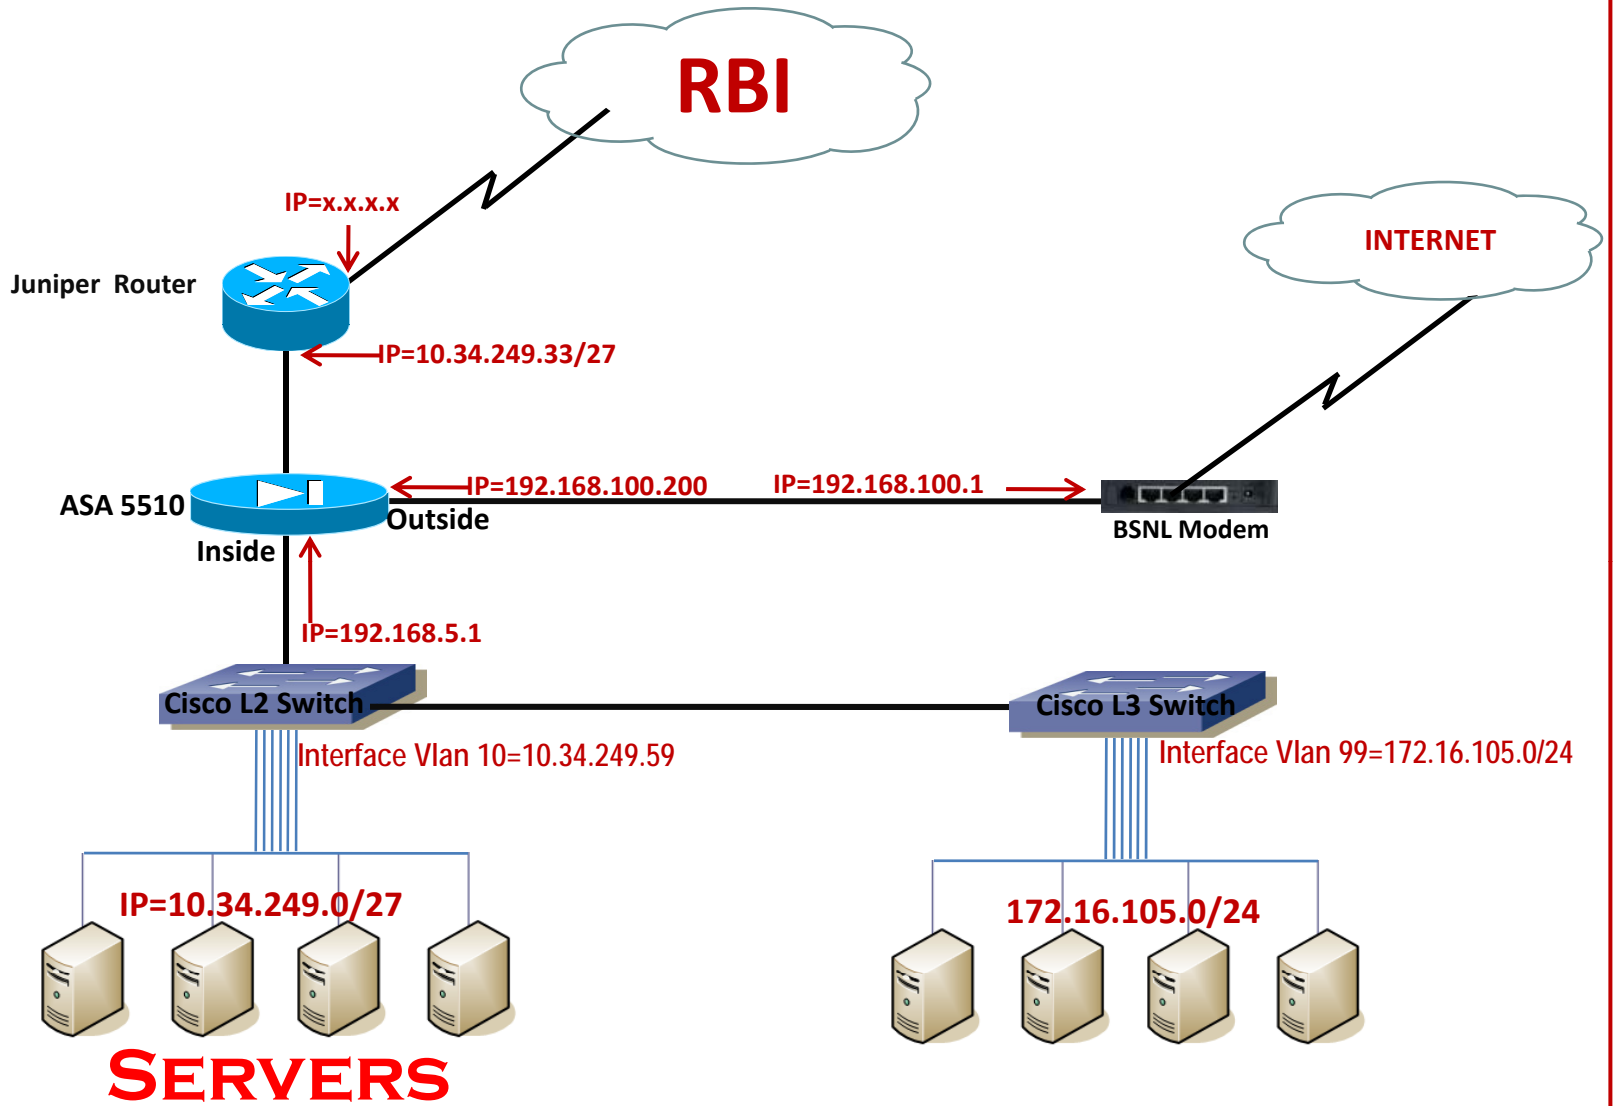 RBI
IP=x.x.x.x
INTERNET
Juniper Router
IP=10.34.249.33/27
IP=192.168.100.200
IP=192.168.100.1
ASA 5510
Outside
BSNL Modem
Inside
IP=192.168.5.1
Cisco L2 Switch
Cisco L3 Switch
Interface Vlan 10=10.34.249.59
Interface Vlan 99=172.16.105.0/24
IP=10.34.249.0/27
172.16.105.0/24
SERVERS